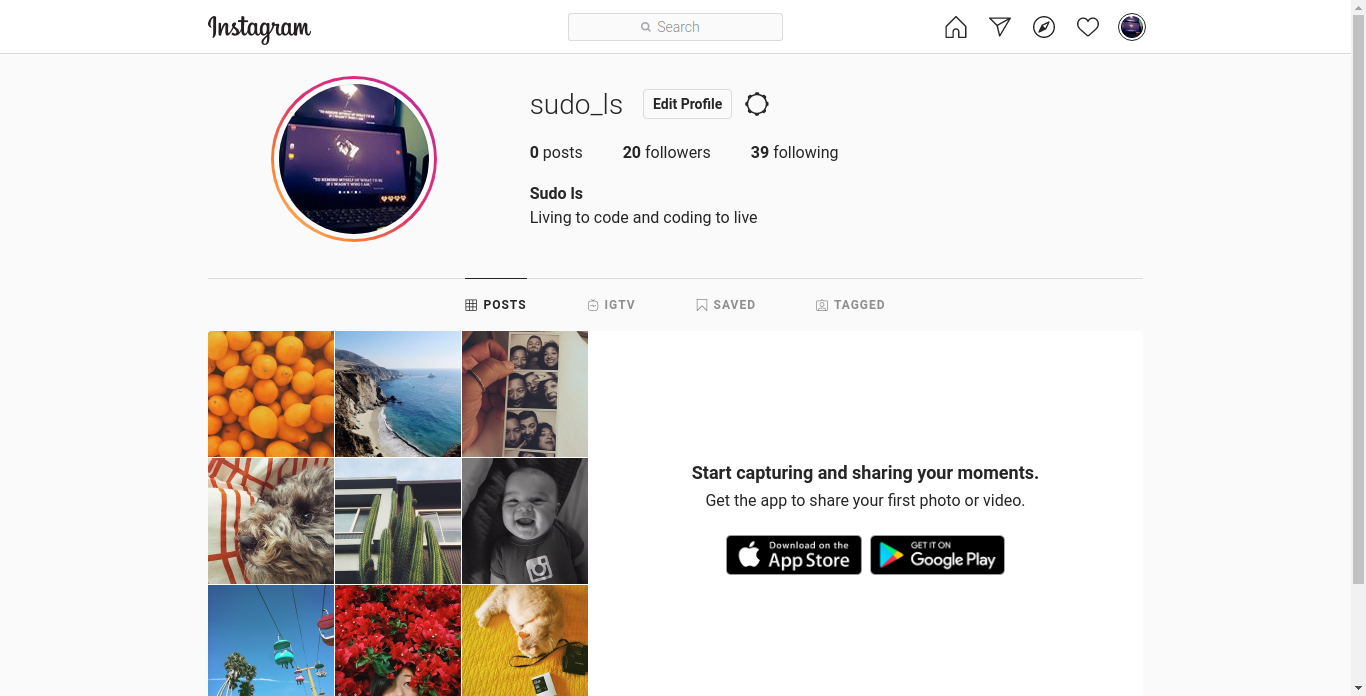 Instagram
Search
sudo_ls
Edit Profile
0 posts 20 followers 39 following
Sudo ls
Living to code and coding to live
POSTS IGTV SAVED TAGGED
Start capturing and sharing your moments.
Get the app to share your first photo or video.
Download on the
App Store
GET IT ON
Google Play